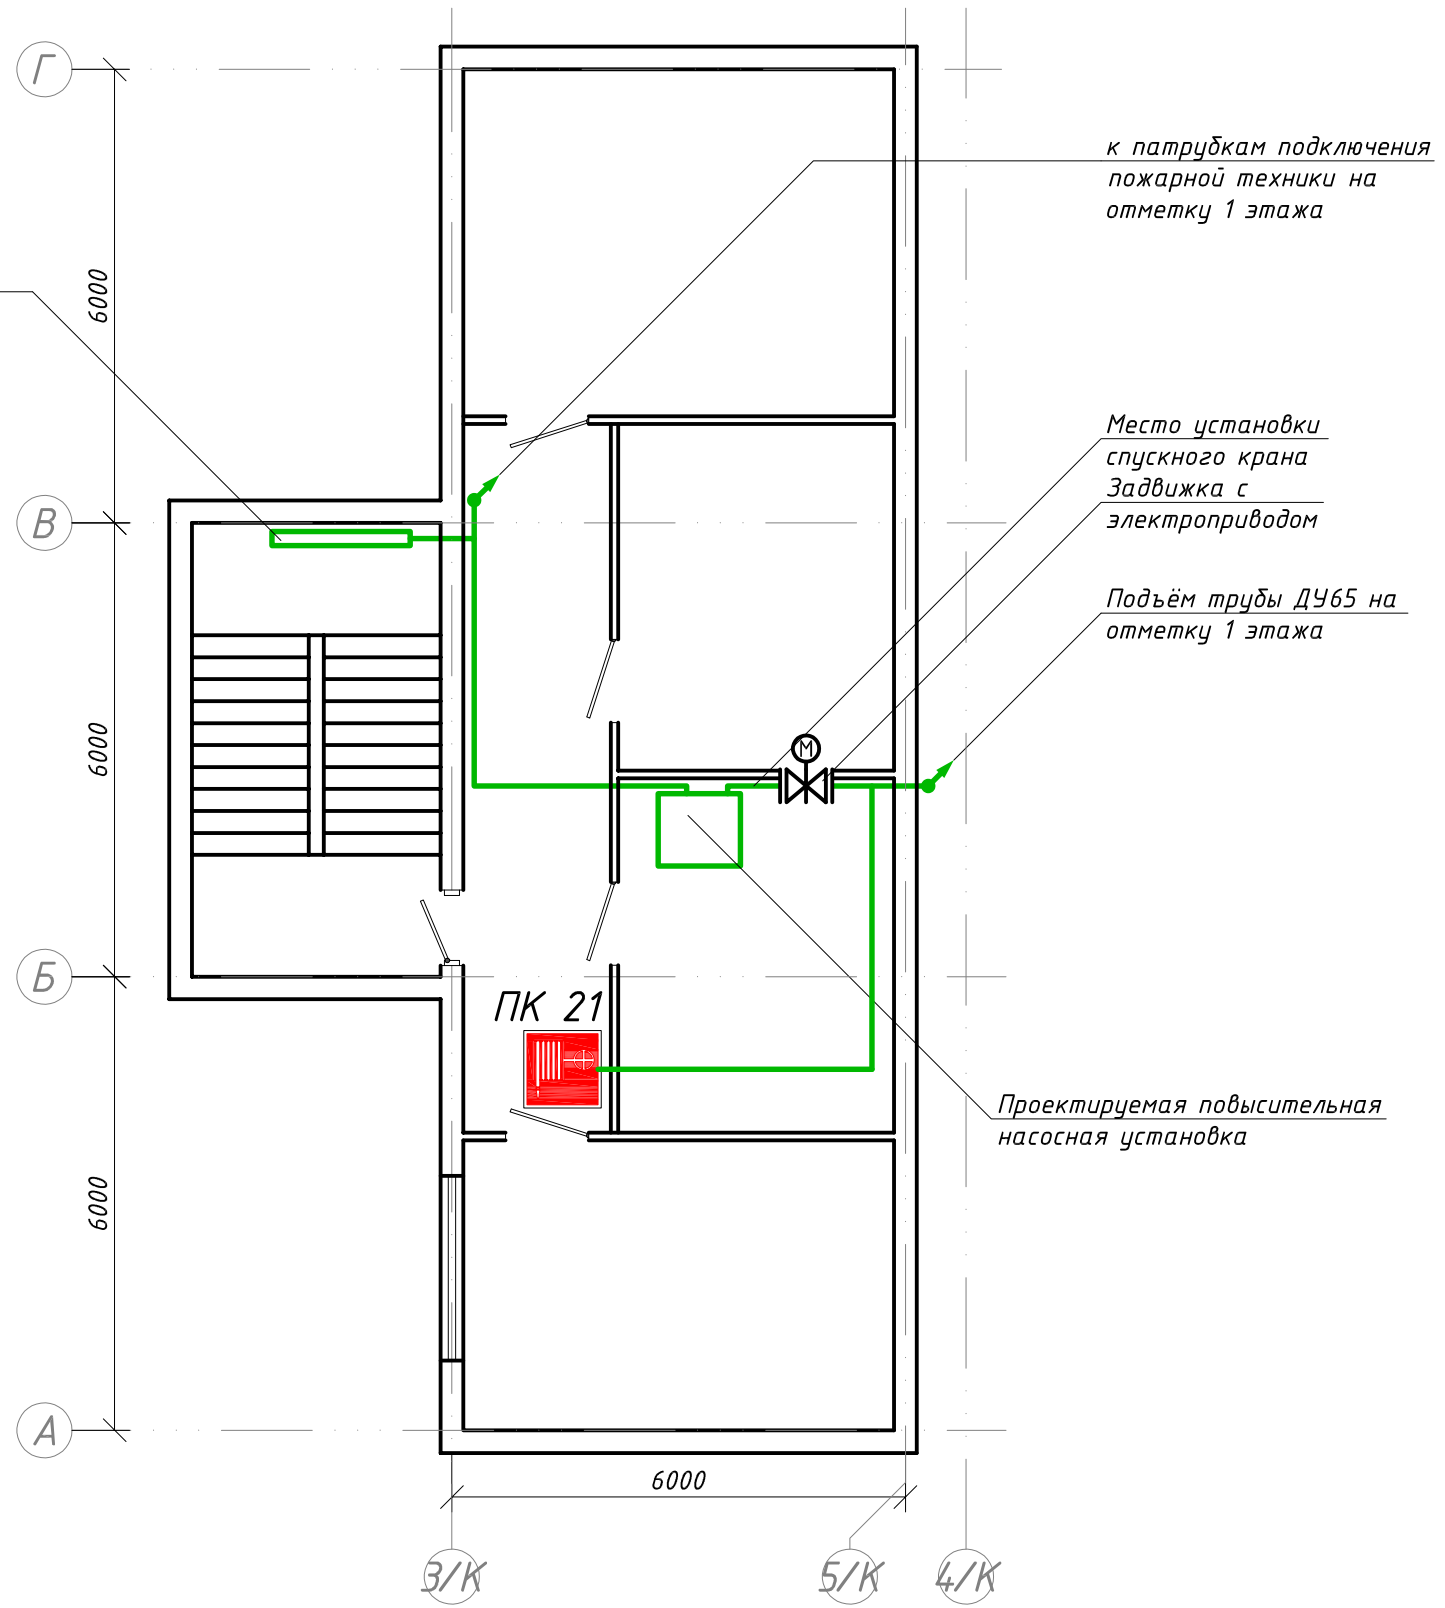 Г
к патрубкам подключения
пожарной техники на
отметку 1 этажа
6000
Место установки
спускного крана
Задвижка с
электроприводом
В
Подъём трубы ДУ65 на
отметку 1 этажа
6000
М
Б
ПК 21
Проектируемая повысительная
насосная установка
6000
А
6000
3/К
5/К
4/К